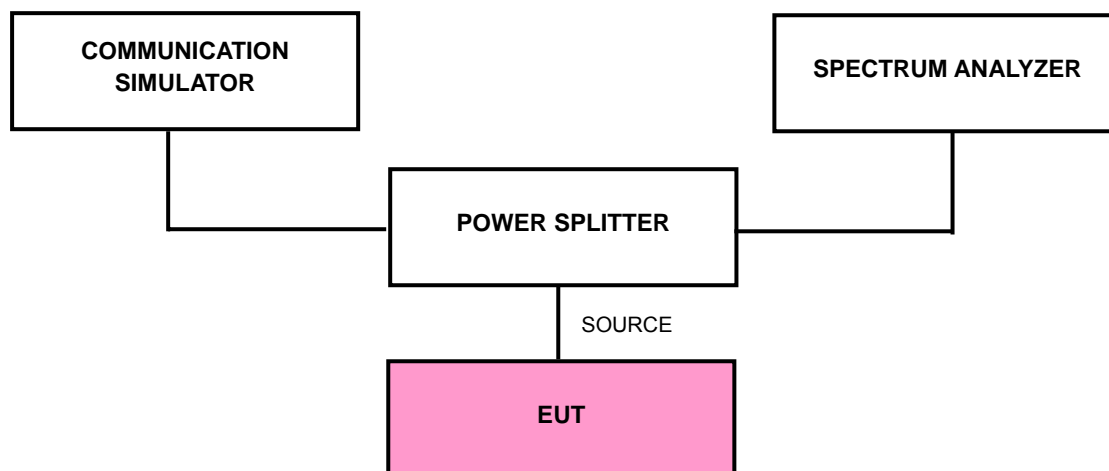 COMMUNICATION
SIMULATOR
SPECTRUM ANALYZER
POWER SPLITTER
SOURCE
EUT